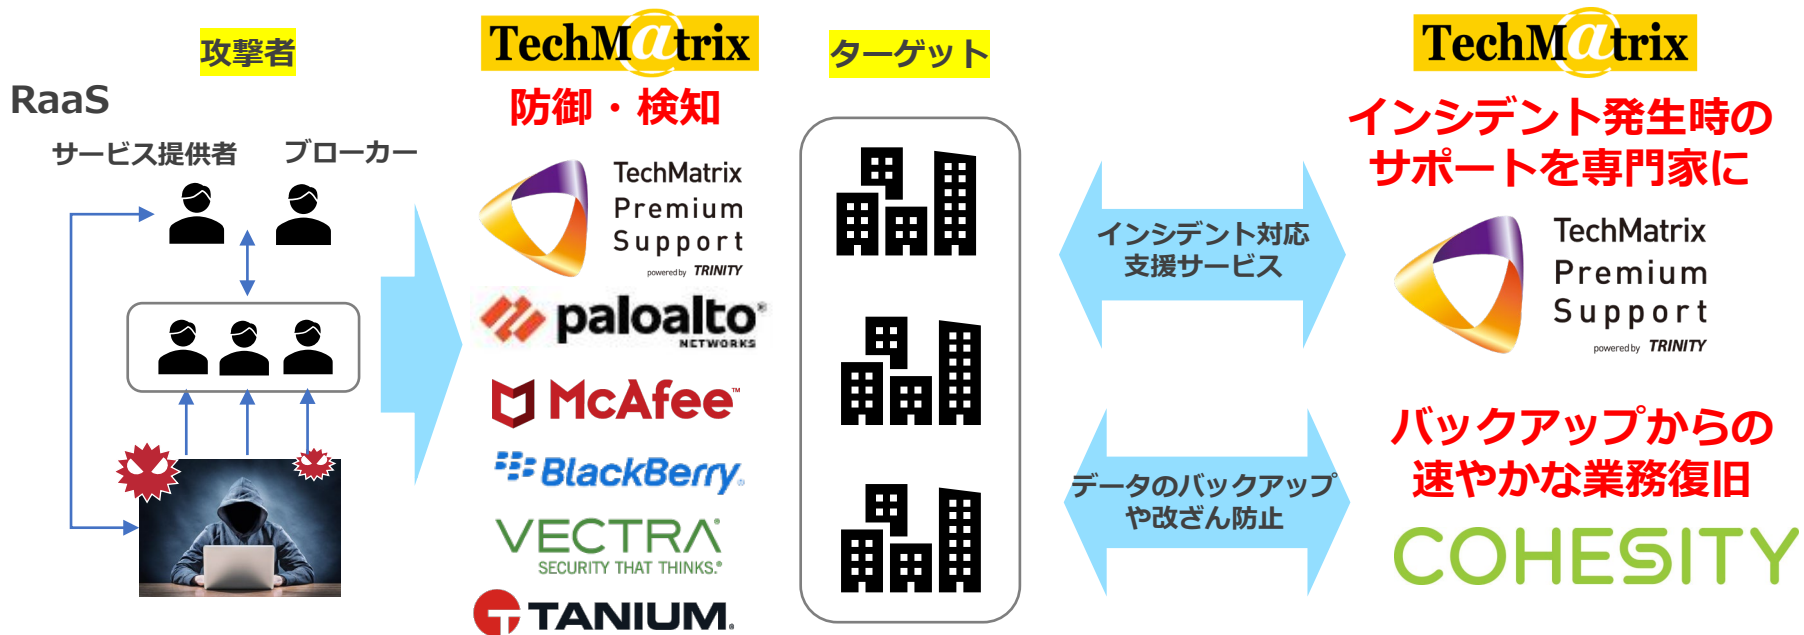 攻撃者
RaaS
サービス提供者
ブローカー
TechM@trix
防御・検知
TechMatrix
Premium
Support
powered by TRINITY
paloalto
NETWORKS
McAfee™
BlackBerry®
VECTRA®
SECURITY THAT THINKS.®
TANIUM.
ターゲット
インシデント対応
支援サービス
データのバックアップ
や改ざん防止
TechM@trix
インシデント発生時の
サポートを専門家に
TechMatrix
Premium
Support
powered by TRINITY
バックアップからの
速やかな業務復旧
COHESITY